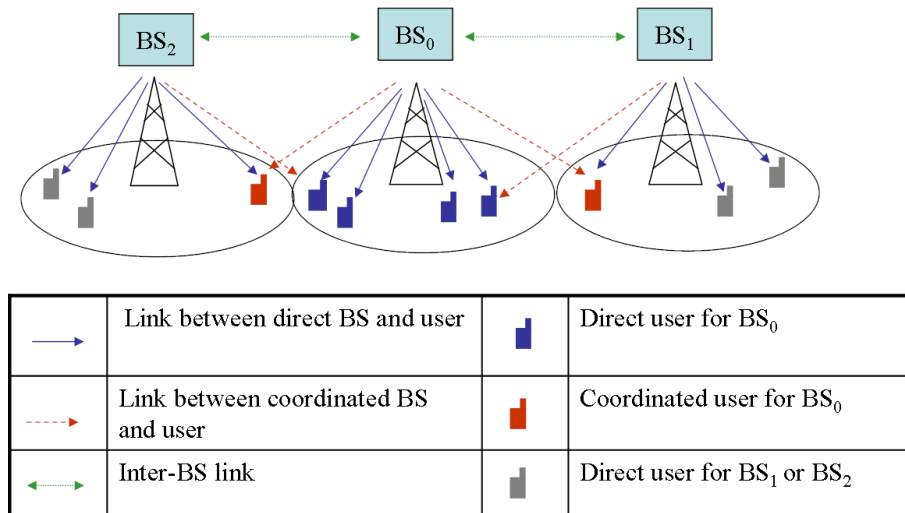 BS₂
BS₀
BS₁
Link between direct BS and user
Direct user for BS₀
Link between coordinated BS
and user
Coordinated user for BS₀
Inter-BS link
Direct user for BS₁ or BS₂